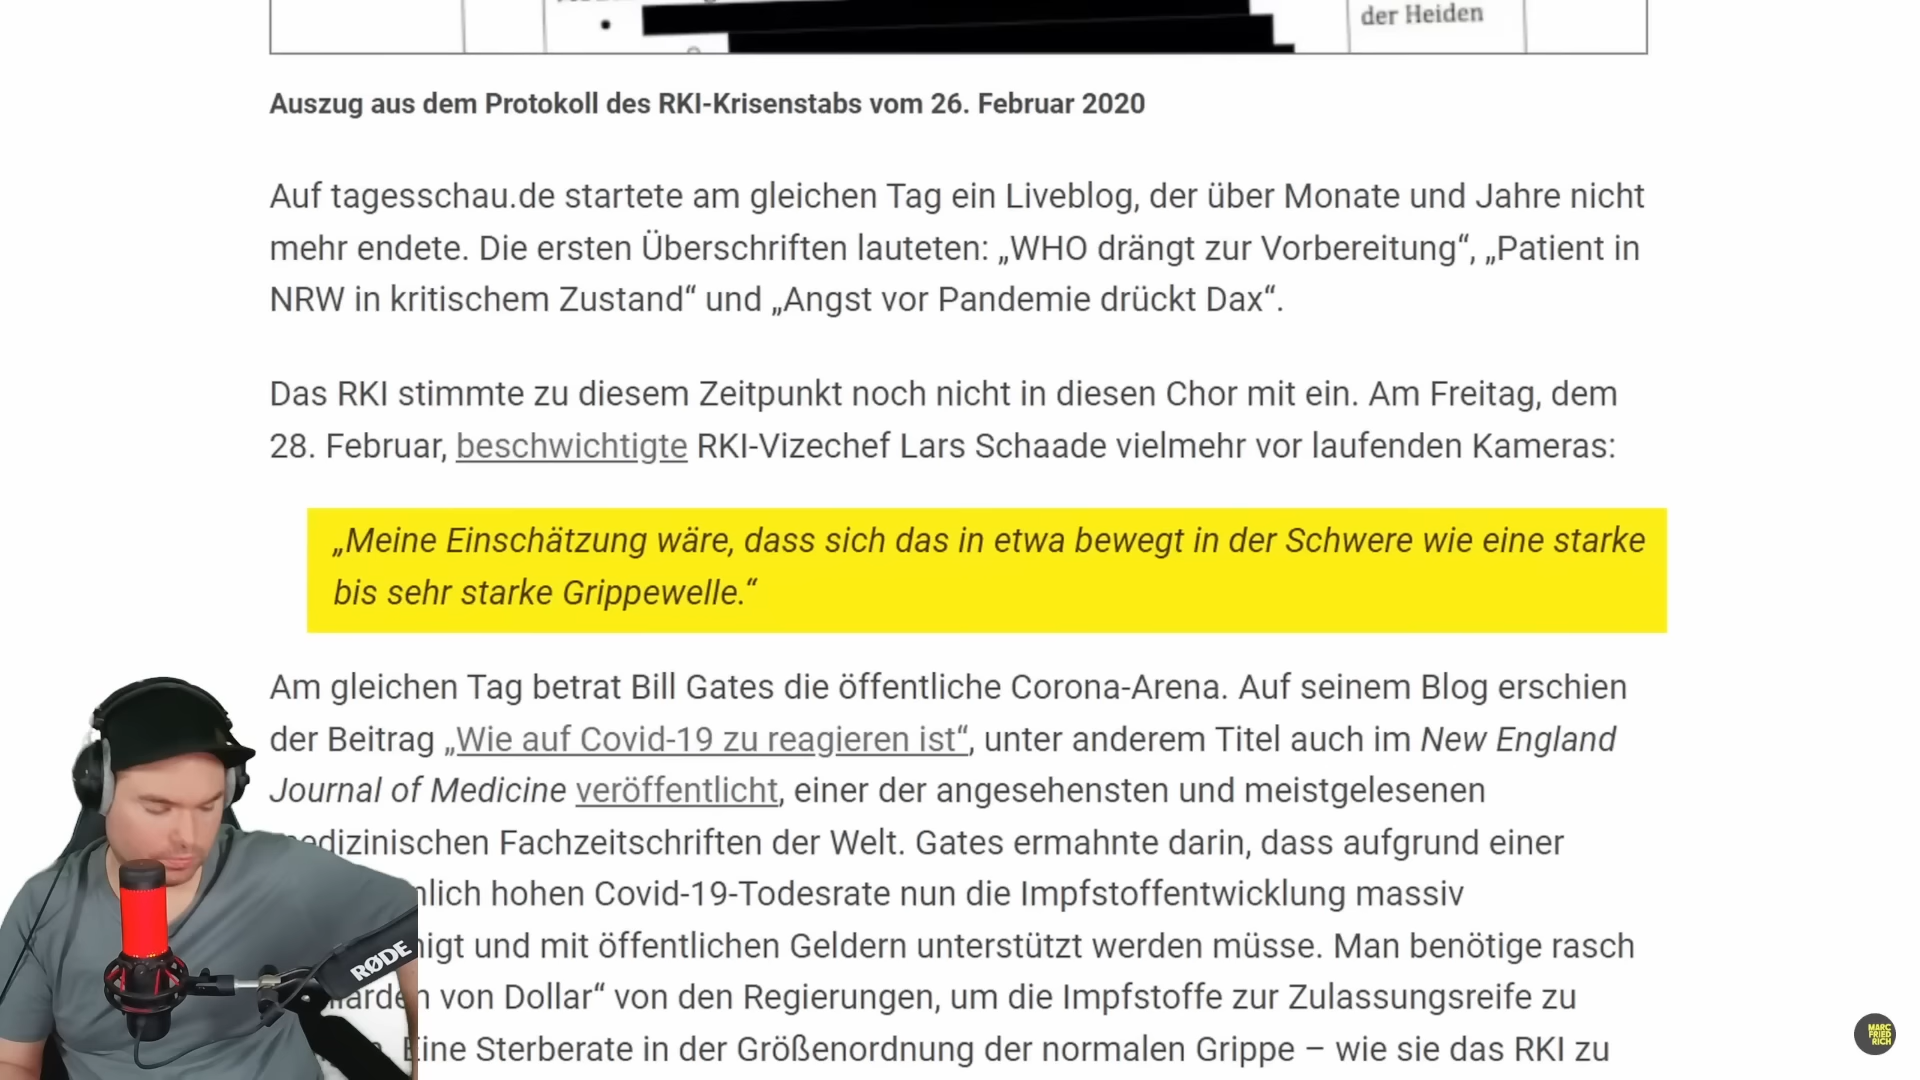 der Heiden
Auszug aus dem Protokoll des RKI-Krisenstabs vom 26. Februar 2020
Auf tagesschau.de startete am gleichen Tag ein Liveblog, der über Monate und Jahre nicht
mehr endete. Die ersten Überschriften lauteten: „WHO drängt zur Vorbereitung“, „Patient in
NRW in kritischem Zustand“ und „Angst vor Pandemie drückt Dax“.
Das RKI stimmte zu diesem Zeitpunkt noch nicht in diesen Chor mit ein. Am Freitag, dem
28. Februar, beschwichtigte RKI-Vizechef Lars Schaade vielmehr vor laufenden Kameras:
„Meine Einschätzung wäre, dass sich das in etwa bewegt in der Schwere wie eine starke
bis sehr starke Grippewelle.“
Am gleichen Tag betrat Bill Gates die öffentliche Corona-Arena. Auf seinem Blog erschien
der Beitrag „Wie auf Covid-19 zu reagieren ist“, unter anderem Titel auch im New England
Journal of Medicine veröffentlicht, einer der angesehensten und meistgelesenen
Fachzeitschriften der Welt. Gates ermahnte darin, dass aufgrund einer
hohen Covid-19-Todesrate nun die Impfstoffentwicklung massiv
und mit öffentlichen Geldern unterstützt werden müsse. Man benötige rasch
von Dollar“ von den Regierungen, um die Impfstoffe zur Zulassungsreife zu
Eine Sterberate in der Größenordnung der normalen Grippe – wie sie das RKI zu
RØDE
MARC
FRIED
RICH